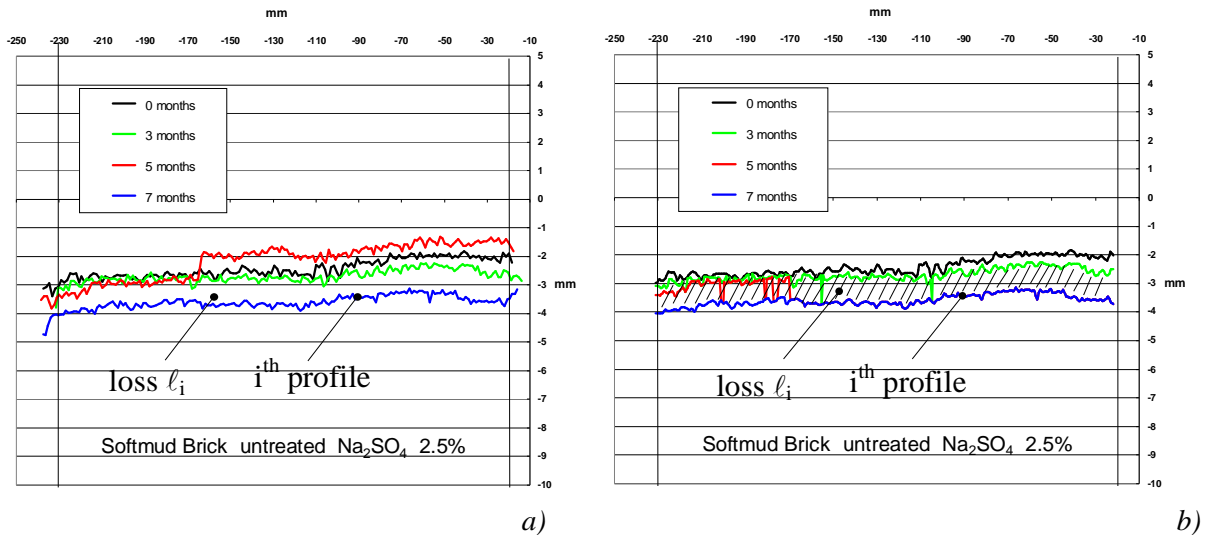 mm
-250 -230 -210 -190 -170 -150 -130 -110 -90 -70 -50 -30 -10
5
4
3
2
1
0
-1
-2
-3
-4
-5
-6
-7
-8
-9
-10
mm
0 months
3 months
5 months
7 months
loss ℓi
ith profile
Softmud Brick untreated Na2SO4 2.5%
a)
mm
-250 -230 -210 -190 -170 -150 -130 -110 -90 -70 -50 -30 -10
5
4
3
2
1
0
-1
-2
-3
-4
-5
-6
-7
-8
-9
-10
mm
0 months
3 months
5 months
7 months
loss ℓi
ith profile
Softmud Brick untreated Na2SO4 2.5%
b)